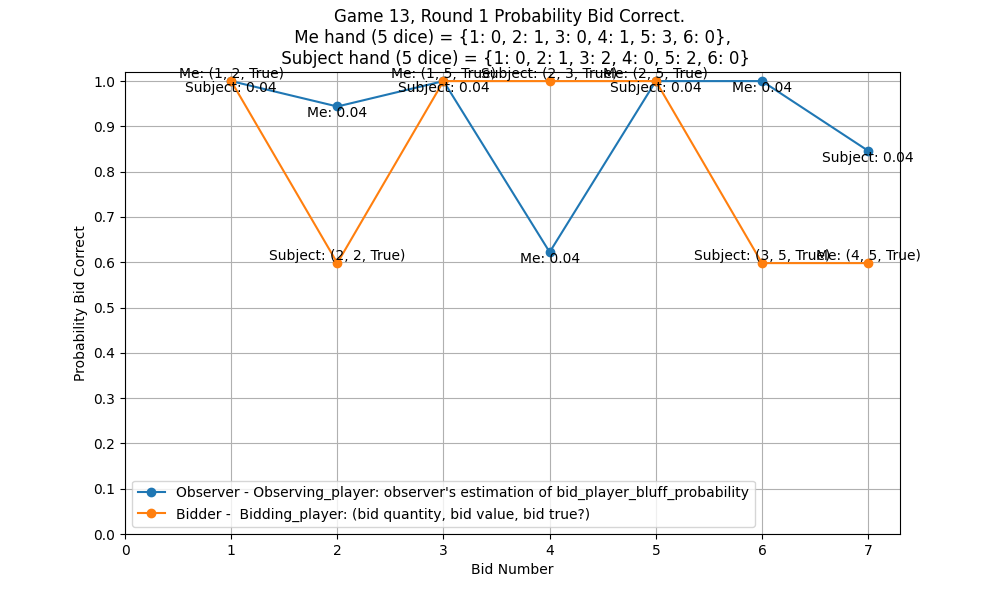 Game 13, Round 1 Probability Bid Correct.
Me hand (5 dice) = {1: 0, 2: 1, 3: 0, 4: 1, 5: 3, 6: 0},
Subject hand (5 dice) = {1: 0, 2: 1, 3: 2, 4: 0, 5: 2, 6: 0}
Me: (1, 2, True)
Me: (1, 5, True)
Subject: (2, 3, True)
Me: (2, 5, True)
Subject: 0.04
Subject: 0.04
Subject: 0.04
Me: 0.04
Me: 0.04
Subject: 0.04
Subject: (2, 2, True)
Me: 0.04
Subject: (3, 5, True)
Me: (4, 5, True)
1.0
0.9
0.8
0.7
0.6
0.5
0.4
0.3
0.2
0.1
0.0
Probability Bid Correct
Observer - Observing_player: observer's estimation of bid_player_bluff_probability
Bidder -  Bidding_player: (bid quantity, bid value, bid true?)
0 1 2 3 4 5 6 7
Bid Number